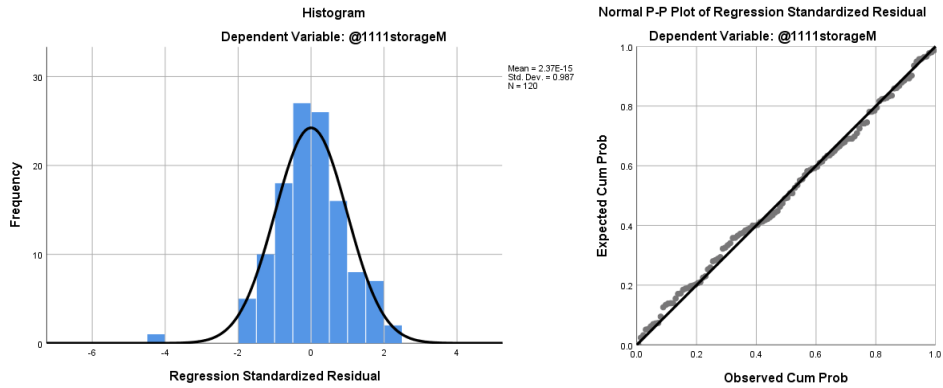 Histogram
Dependent Variable: @1111storageM
Mean = 2.37E-15
Std. Dev. = 0.987
N = 120
30
20
10
0
Frequency
-6
-4
-2
0
2
4
Regression Standardized Residual
Normal P-P Plot of Regression Standardized Residual
Dependent Variable: @1111storageM
1.0
0.8
0.6
0.4
0.2
0.0
Expected Cum Prob
0.0
0.2
0.4
0.6
0.8
1.0
Observed Cum Prob